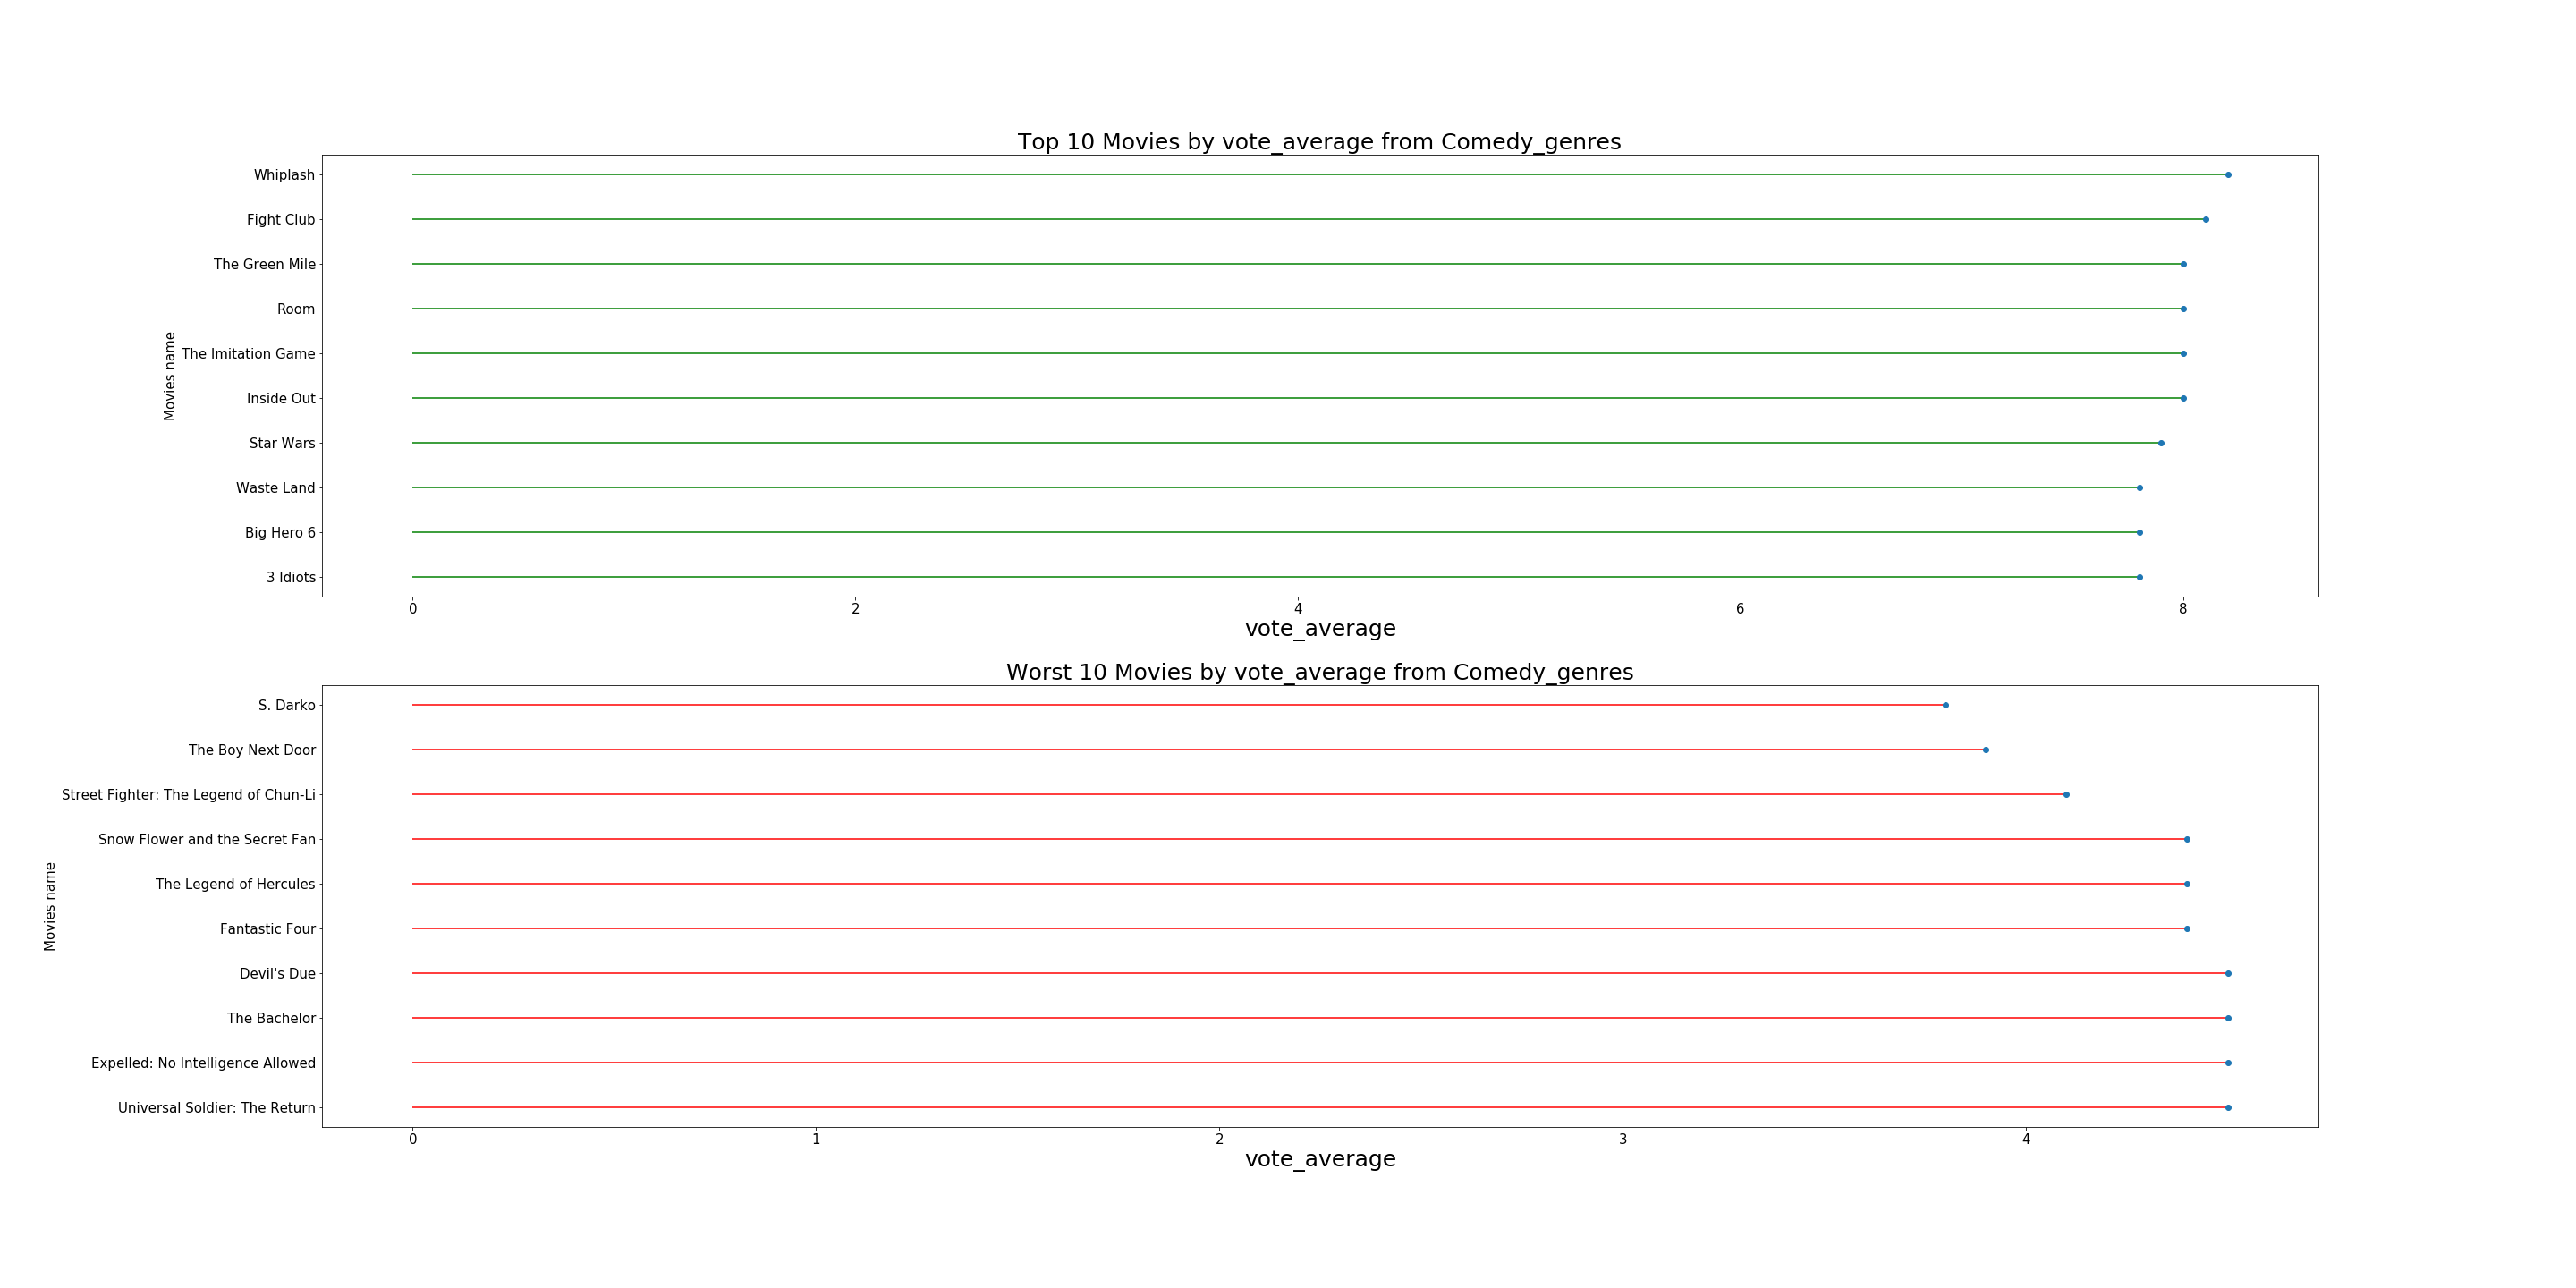 Top 10 Movies by vote_average from Comedy_genres
Movies name
Whiplash
Fight Club
The Green Mile
Room
The Imitation Game
Inside Out
Star Wars
Waste Land
Big Hero 6
3 Idiots
0 2 4 6 8
vote_average
Worst 10 Movies by vote_average from Comedy_genres
Movies name
S. Darko
The Boy Next Door
Street Fighter: The Legend of Chun-Li
Snow Flower and the Secret Fan
The Legend of Hercules
Fantastic Four
Devil's Due
The Bachelor
Expelled: No Intelligence Allowed
Universal Soldier: The Return
0 1 2 3 4
vote_average